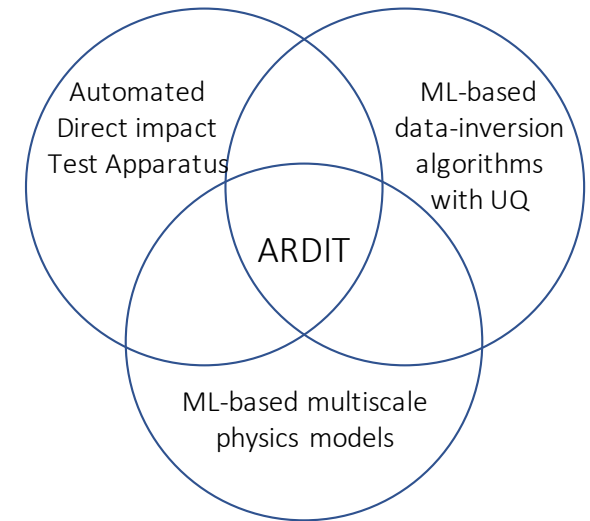 Automated
Direct impact
Test Apparatus
ML-based
data-inversion
algorithms
with UQ
ARDIT
ML-based multiscale
physics models